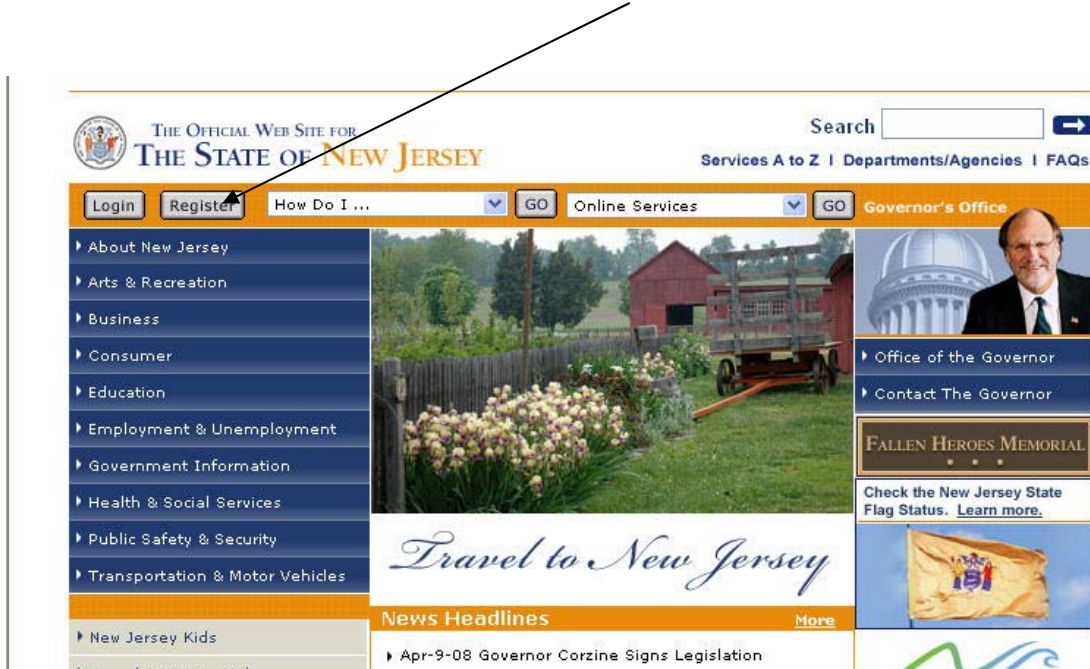 THE OFFICIAL WEB SITE FOR
THE STATE OF NEW JERSEY
Search
Services A to Z | Departments/Agencies | FAQs
Login Register How Do I ... GO Online Services GO Governor's Office
About New Jersey
Arts & Recreation
Business
Consumer
Education
Employment & Unemployment
Government Information
Health & Social Services
Public Safety & Security
Transportation & Motor Vehicles
New Jersey Kids
Travel to New Jersey
News Headlines More
Apr-9-08 Governor Corzine Signs Legislation
Office of the Governor
Contact The Governor
FALLEN HEROES MEMORIAL
Check the New Jersey State
Flag Status. Learn more.